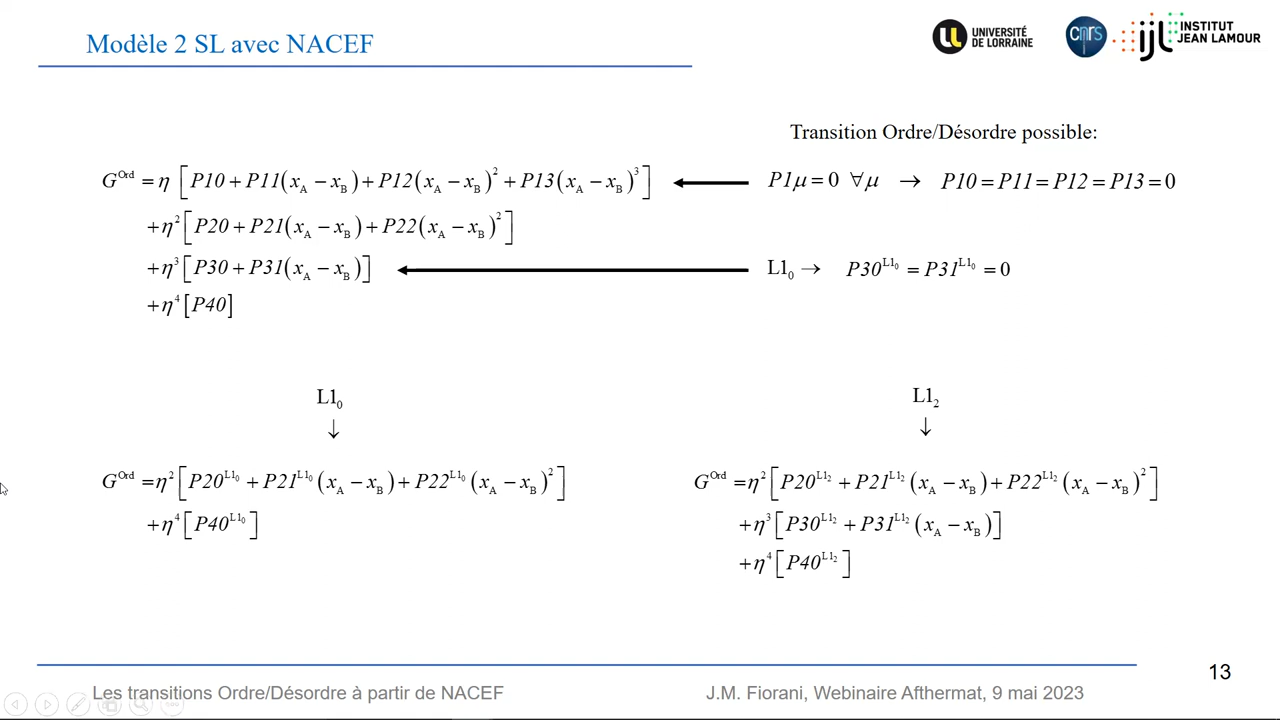 Modèle 2 SL avec NACEF
UNIVERSITÉ
DE LORRAINE
cnrs
ijl
INSTITUT
JEAN LAMOUR
Transition Ordre/Désordre possible:
G^Ord = η [P10 + P11(x_A − x_B) + P12(x_A − x_B)^2 + P13(x_A − x_B)^3]
P1μ = 0 ∀μ → P10 = P11 = P12 = P13 = 0
+η^2[P20 + P21(x_A − x_B) + P22(x_A − x_B)^2]
+η^3[P30 + P31(x_A − x_B)]
L1_0 → P30^L1_0 = P31^L1_0 = 0
+η^4[P40]
L1_0
↓
G^Ord =η^2[P20^L1_0 + P21^L1_0(x_A − x_B) + P22^L1_0(x_A − x_B)^2]
+η^4[P40^L1_0]
L1_2
↓
G^Ord =η^2[P20^L1_2 + P21^L1_2(x_A − x_B) + P22^L1_2(x_A − x_B)^2]
+η^3[P30^L1_2 + P31^L1_2(x_A − x_B)]
+η^4[P40^L1_2]
13
Les transitions Ordre/Désordre à partir de NACEF
J.M. Fiorani, Webinaire Afthermat, 9 mai 2023